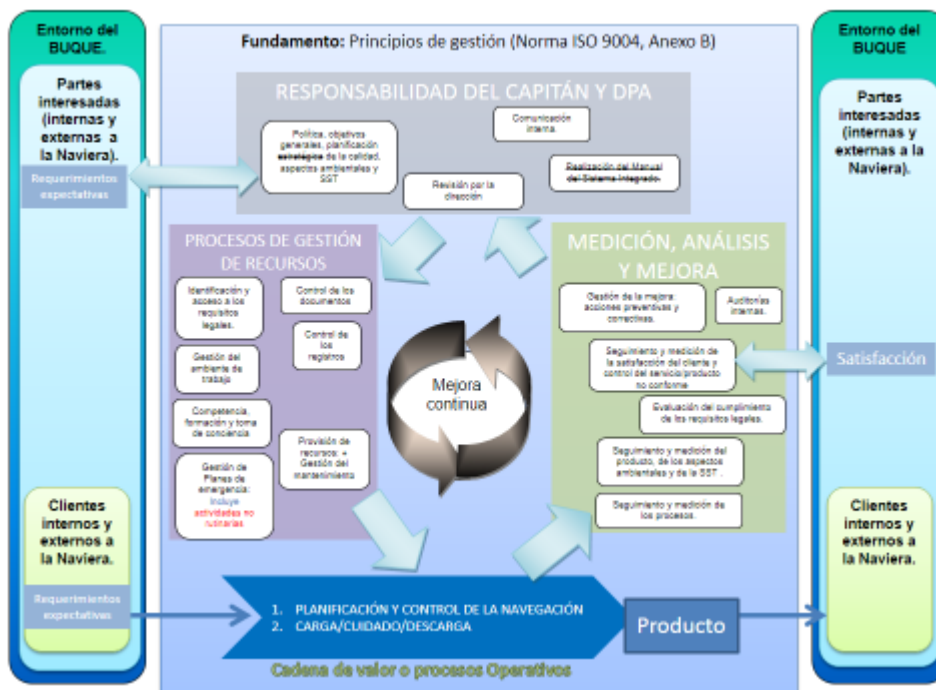 Entorno del
BUQUE.
Partes
interesadas
(internas y
externas a
la Naviera).
Requerimientos
expectativas
Clientes
internos y
externos a
la Naviera.
Requerimientos
expectativas
Fundamento: Principios de gestión (Norma ISO 9004, Anexo B)
RESPONSABILIDAD DEL CAPITÁN Y DPA
Política, objetivos
generales, planificación
estratégica de la calidad,
aspectos ambientales y
SST
Comunicación
interna.
Revisión por la
dirección
Realización del Manual
del Sistema Integrado.
PROCESOS DE GESTIÓN
DE RECURSOS
Identificación y
acceso a los
requisitos
legales.
Control de los
documentos
Control de
los
registros
Gestión del
ambiente de
trabajo
Competencia,
formación y toma
de conciencia
Provisión de
recursos: +
Gestión del
mantenimiento
Gestión de
Planes de
emergencia:
Incluye
actividades no
rutinarias
Mejora
continua
MEDICIÓN, ANÁLISIS
Y MEJORA
Gestión de la mejora:
acciones preventivas y
correctivas.
Auditorías
internas.
Seguimiento y medición de
la satisfacción del cliente y
control del servicio/producto
no conforme
Evaluación del cumplimiento
de los requisitos legales.
Seguimiento y medición del
producto, de los aspectos
ambientales y de la SST .
Seguimiento y medición de
los procesos.
1. PLANIFICACIÓN Y CONTROL DE LA NAVEGACIÓN
2. CARGA/CUIDADO/DESCARGA
Producto
Cadena de valor o procesos Operativos
Entorno del
BUQUE
Partes
interesadas
(internas y
externas a
la Naviera).
Satisfacción
Clientes
internos y
externos a
la Naviera.